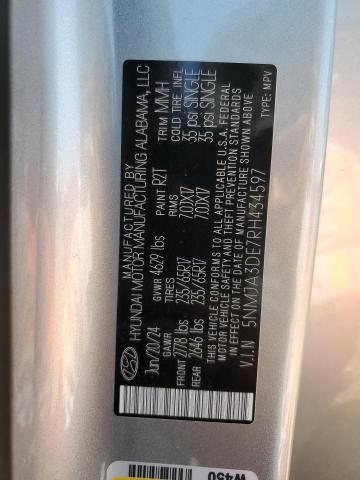 HYUNDAI MOTOR MANUFACTURING ALABAMA, LLC
Jun/20/24 GVWR 4629 lbs PAINT R2T TRIM MMH
GAWR TIRES RIMS COLD TIRE INFL
FRONT 2778 lbs 235/65R17 7.0JX17 35 psi SINGLE
REAR 2646 lbs 235/65R17 7.0JX17 35 psi SINGLE
THIS VEHICLE CONFORMS TO ALL APPLICABLE U.S.A. FEDERAL
MOTOR VEHICLE SAFETY AND THEFT PREVENTION STANDARDS
IN EFFECT ON THE DATE OF MANUFACTURE SHOWN ABOVE.
V.I.N 5NMJA3DE7RH434597 TYPE: MPV
W450